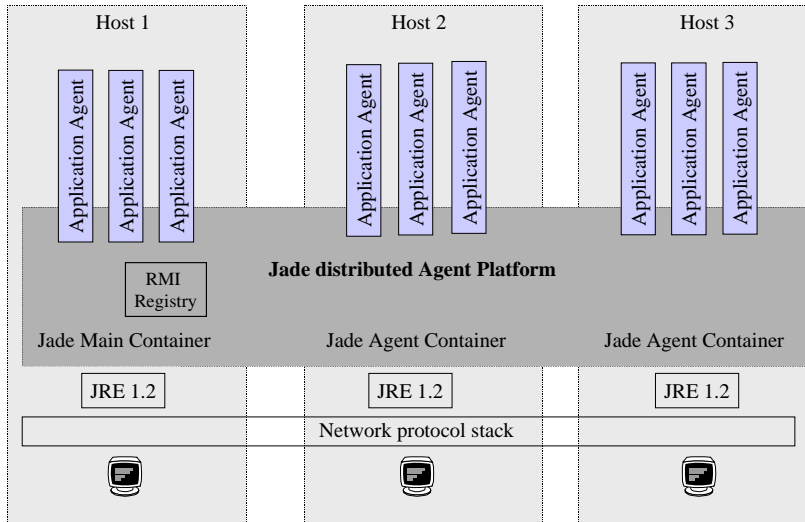 Host 1
Host 2
Host 3
Application Agent
Application Agent
Application Agent
Application Agent
Application Agent
Application Agent
Application Agent
Application Agent
Application Agent
Jade distributed Agent Platform
RMI
Registry
Jade Main Container
Jade Agent Container
Jade Agent Container
JRE 1.2
JRE 1.2
JRE 1.2
Network protocol stack